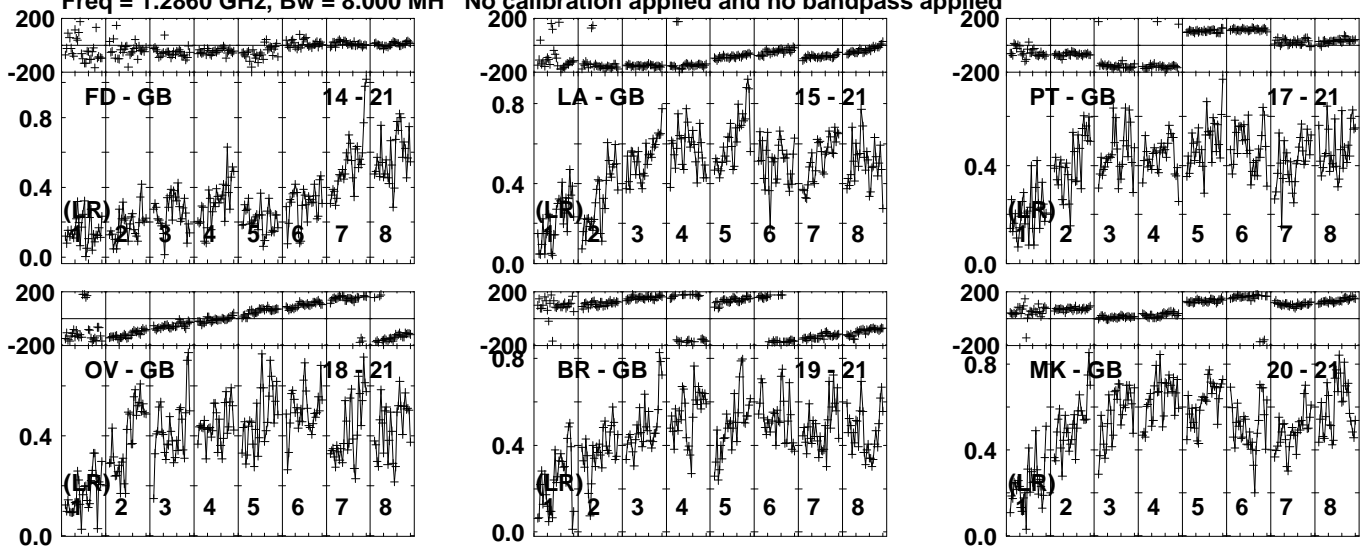 Freq = 1.2860 GHz, Bw = 8.000 MH No calibration applied and no bandpass applied
200 200 200
-200 -200 -200
FD - GB 14 - 21 LA - GB 15 - 21 PT - GB 17 - 21
0.8 0.8
0.4 0.4 0.4
(LR) (LR) (LR)
1 2 3 4 5 6 7 8 1 2 3 4 5 6 7 8 1 2 3 4 5 6 7 8
0.0 0.0
200 200 200
-200 -200 -200
0.8 0.8
OV - GB 18 - 21 BR - GB 19 - 21 MK - GB 20 - 21
0.4 0.4 0.4
(LR) (LR) (LR)
1 2 3 4 5 6 7 8 1 2 3 4 5 6 7 8 1 2 3 4 5 6 7 8
0.0 0.0 0.0